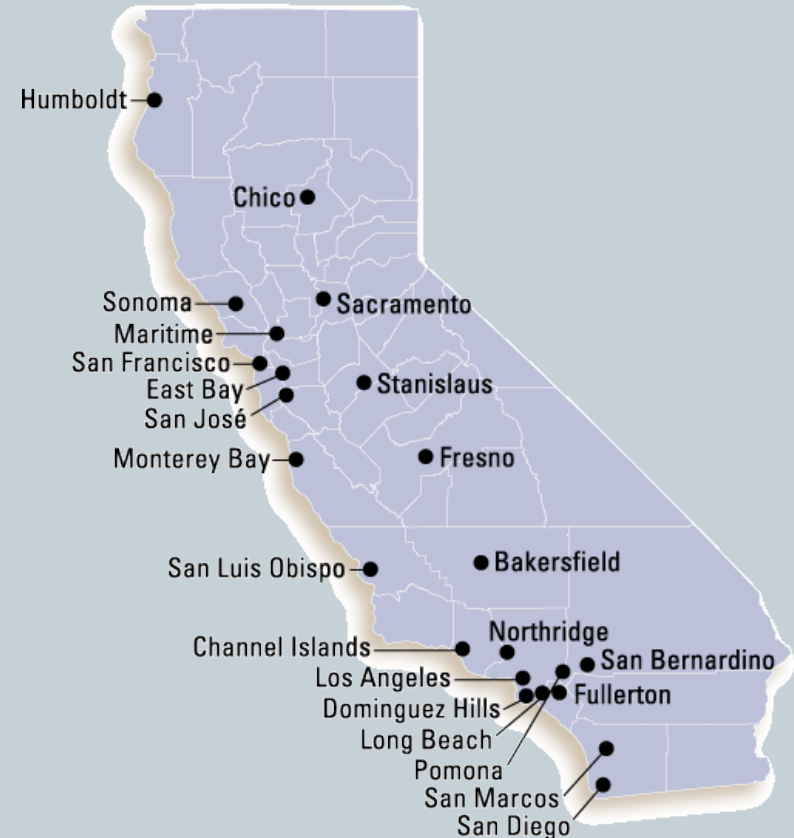 Humboldt
Chico
Sonoma
Sacramento
Maritime
San Francisco
East Bay
Stanislaus
San José
Monterey Bay
Fresno
San Luis Obispo
Bakersfield
Northridge
Channel Islands
San Bernardino
Los Angeles
Fullerton
Dominguez Hills
Long Beach
Pomona
San Marcos
San Diego